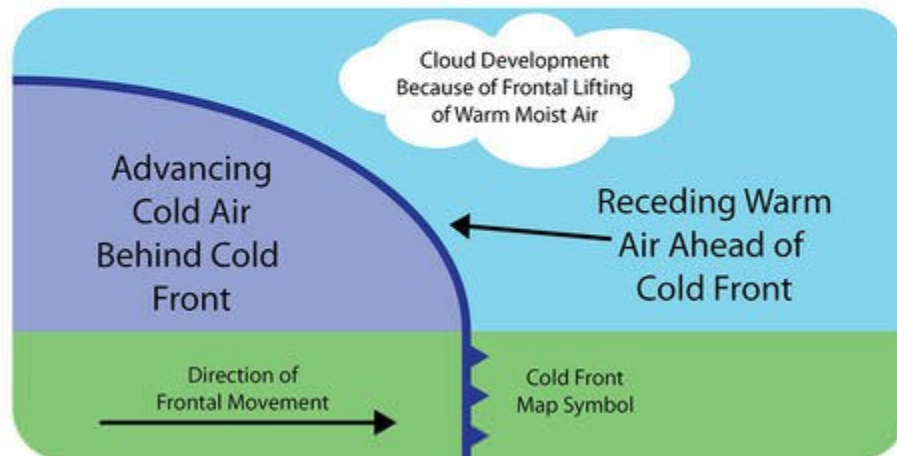 Cloud Development
Because of Frontal Lifting
of Warm Moist Air
Advancing
Cold Air
Behind Cold
Front
Receding Warm
Air Ahead of
Cold Front
Direction of
Frontal Movement
Cold Front
Map Symbol